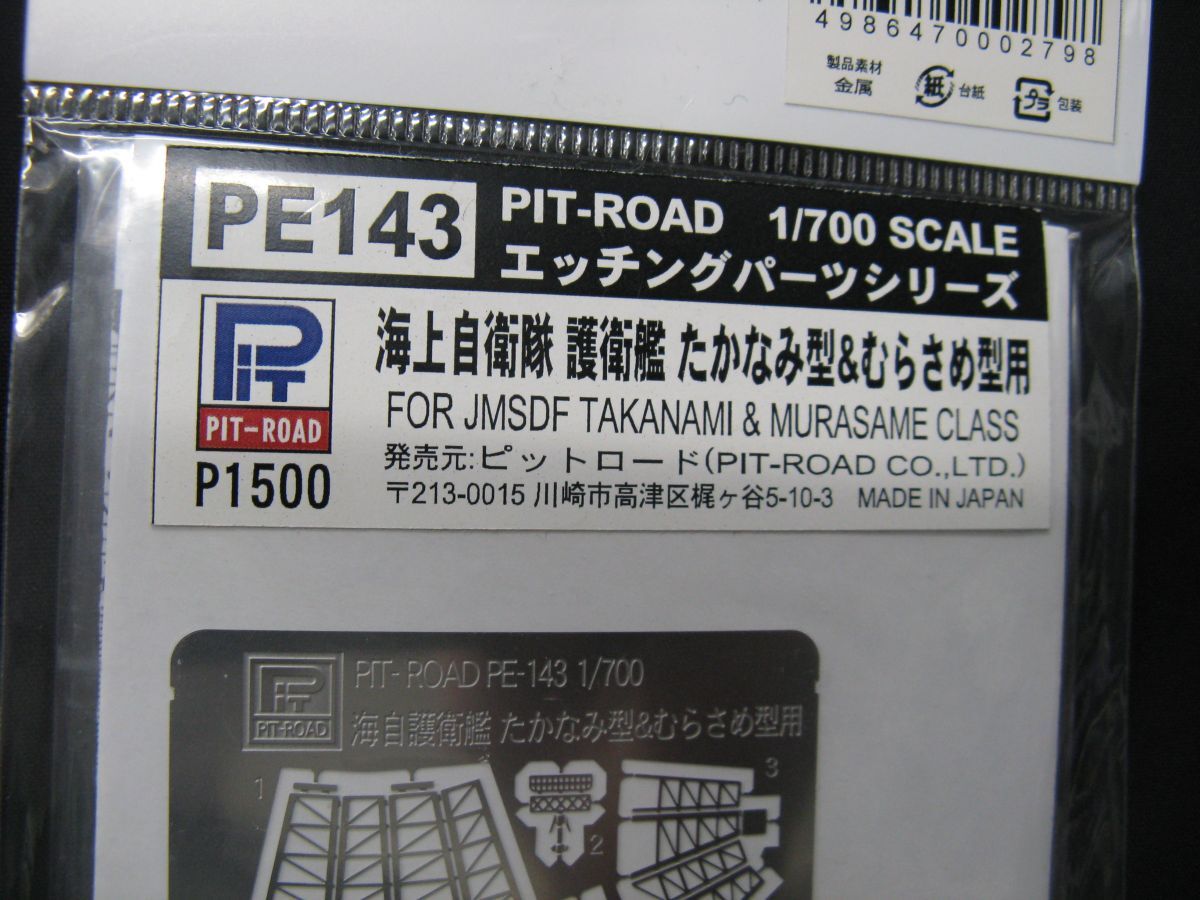 4986470002798
製品素材
金属
紙 台紙
プラ 包装
PE143
PIT-ROAD 1/700 SCALE
エッチングパーツシリーズ
PiT
PIT-ROAD
P1500
海上自衛隊 護衛艦 たかなみ型&むらさめ型用
FOR JMSDF TAKANAMI & MURASAME CLASS
発売元:ピットロード(PIT-ROAD CO.,LTD.)
〒213-0015 川崎市高津区梶ヶ谷5-10-3 MADE IN JAPAN
PiT
PIT-ROAD
PIT-ROAD PE-143 1/700
海自護衛艦 たかなみ型&むらさめ型用
1
2
3